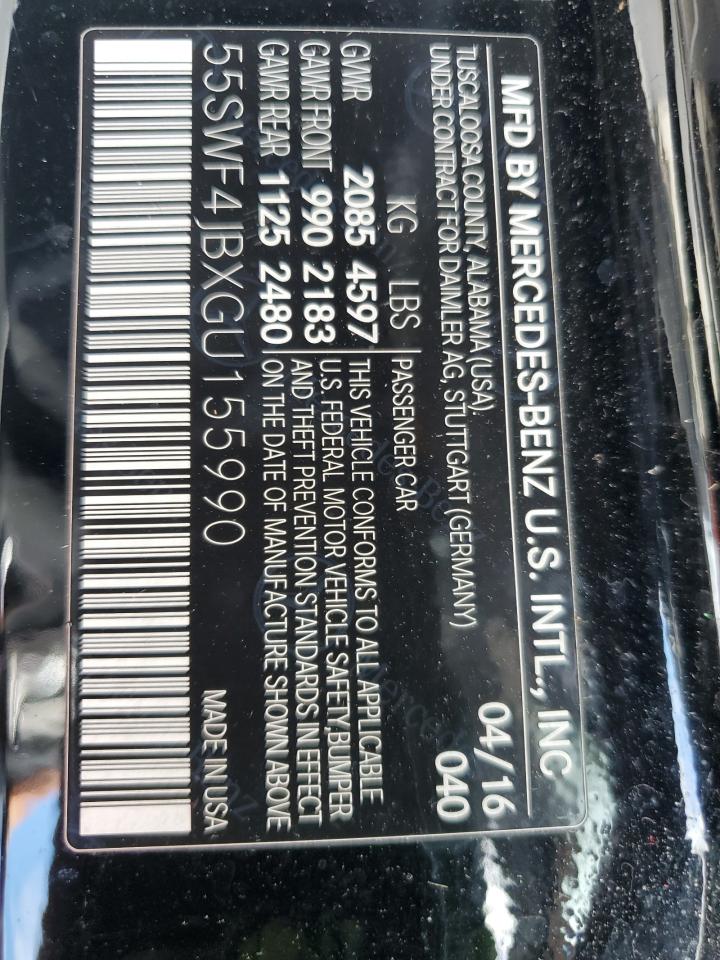 MFD BY MERCEDES-BENZ U.S. INTL., INC
TUSCALOOSA COUNTY, ALABAMA (USA), 04/16
UNDER CONTRACT FOR DAIMLER AG, STUTTGART (GERMANY) 040
KG LBS PASSENGER CAR
GVWR 2085 4597 THIS VEHICLE CONFORMS TO ALL APPLICABLE
U.S. FEDERAL MOTOR VEHICLE SAFETY,BUMPER
GAWR FRONT 990 2183 AND THEFT PREVENTION STANDARDS IN EFFECT
GAWR REAR 1125 2480 ON THE DATE OF MANUFACTURE SHOWN ABOVE
55SWF4JBXGU155990 MADE IN USA